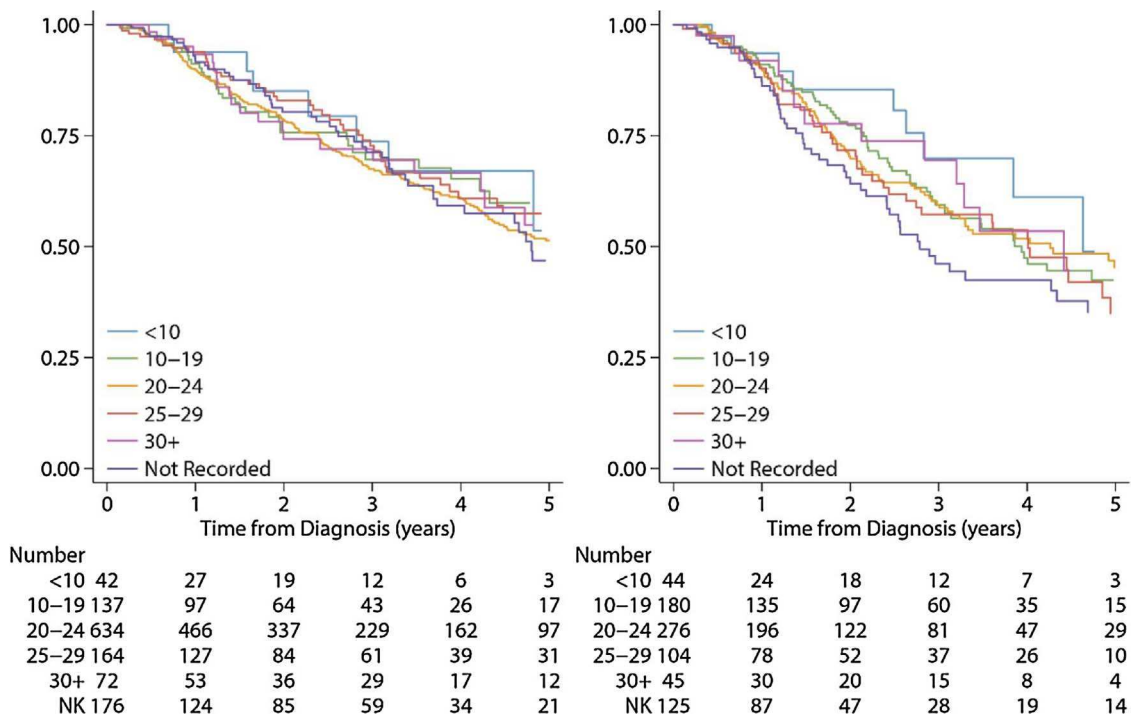 1.00
0.75
0.50
0.25
0.00
<10
10–19
20–24
25–29
30+
Not Recorded
0 1 2 3 4 5
Time from Diagnosis (years)
Number
<10 42 27 19 12 6 3
10–19 137 97 64 43 26 17
20–24 634 466 337 229 162 97
25–29 164 127 84 61 39 31
30+ 72 53 36 29 17 12
NK 176 124 85 59 34 21
1.00
0.75
0.50
0.25
0.00
<10
10–19
20–24
25–29
30+
Not Recorded
0 1 2 3 4 5
Time from Diagnosis (years)
Number
<10 44 24 18 12 7 3
10–19 180 135 97 60 35 15
20–24 276 196 122 81 47 29
25–29 104 78 52 37 26 10
30+ 45 30 20 15 8 4
NK 125 87 47 28 19 14